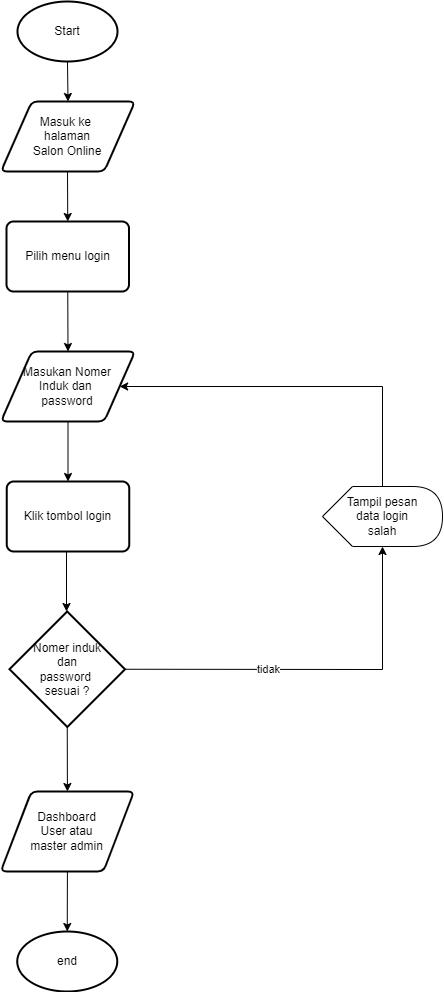 Start
Masuk ke
halaman
Salon Online
Pilih menu login
Masukan Nomer
Induk dan
password
Klik tombol login
Tampil pesan
data login
salah
Nomer induk
dan
password
sesuai ?
tidak
Dashboard
User atau
master admin
end